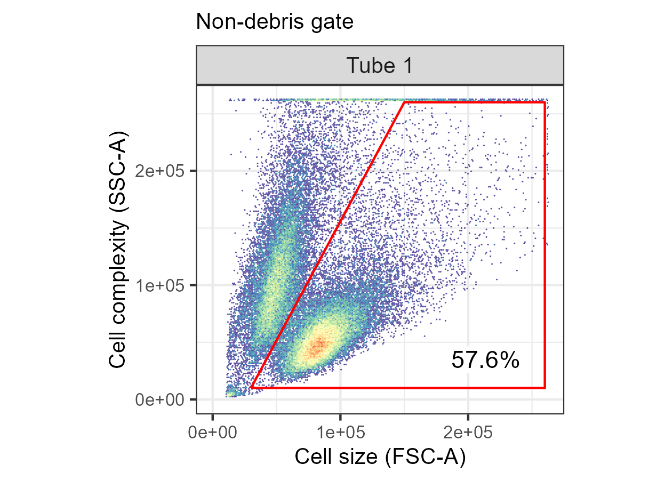 Non-debris gate
Tube 1
Cell complexity (SSC-A)
2e+05
1e+05
0e+00
57.6%
0e+00 1e+05 2e+05
Cell size (FSC-A)